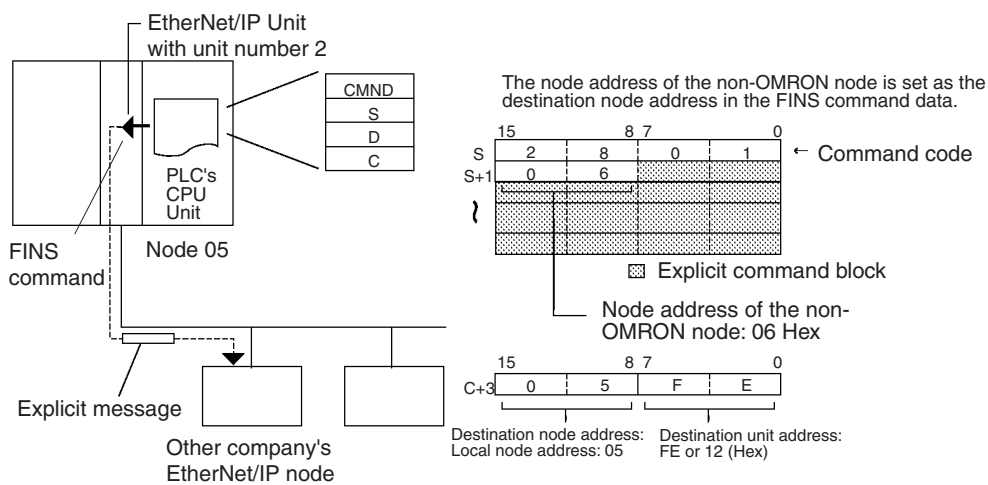 EtherNet/IP Unit
with unit number 2
CMND
S
D
C
PLC's
CPU
Unit
FINS
command
Node 05
Explicit message
Other company's
EtherNet/IP node
The node address of the non-OMRON node is set as the
destination node address in the FINS command data.
15 8 7 0
S 2 8 0 1 ← Command code
S+1 0 6
~
Explicit command block
Node address of the non-
OMRON node: 06 Hex
15 8 7 0
C+3 0 5 F E
Destination node address:
Local node address: 05
Destination unit address:
FE or 12 (Hex)